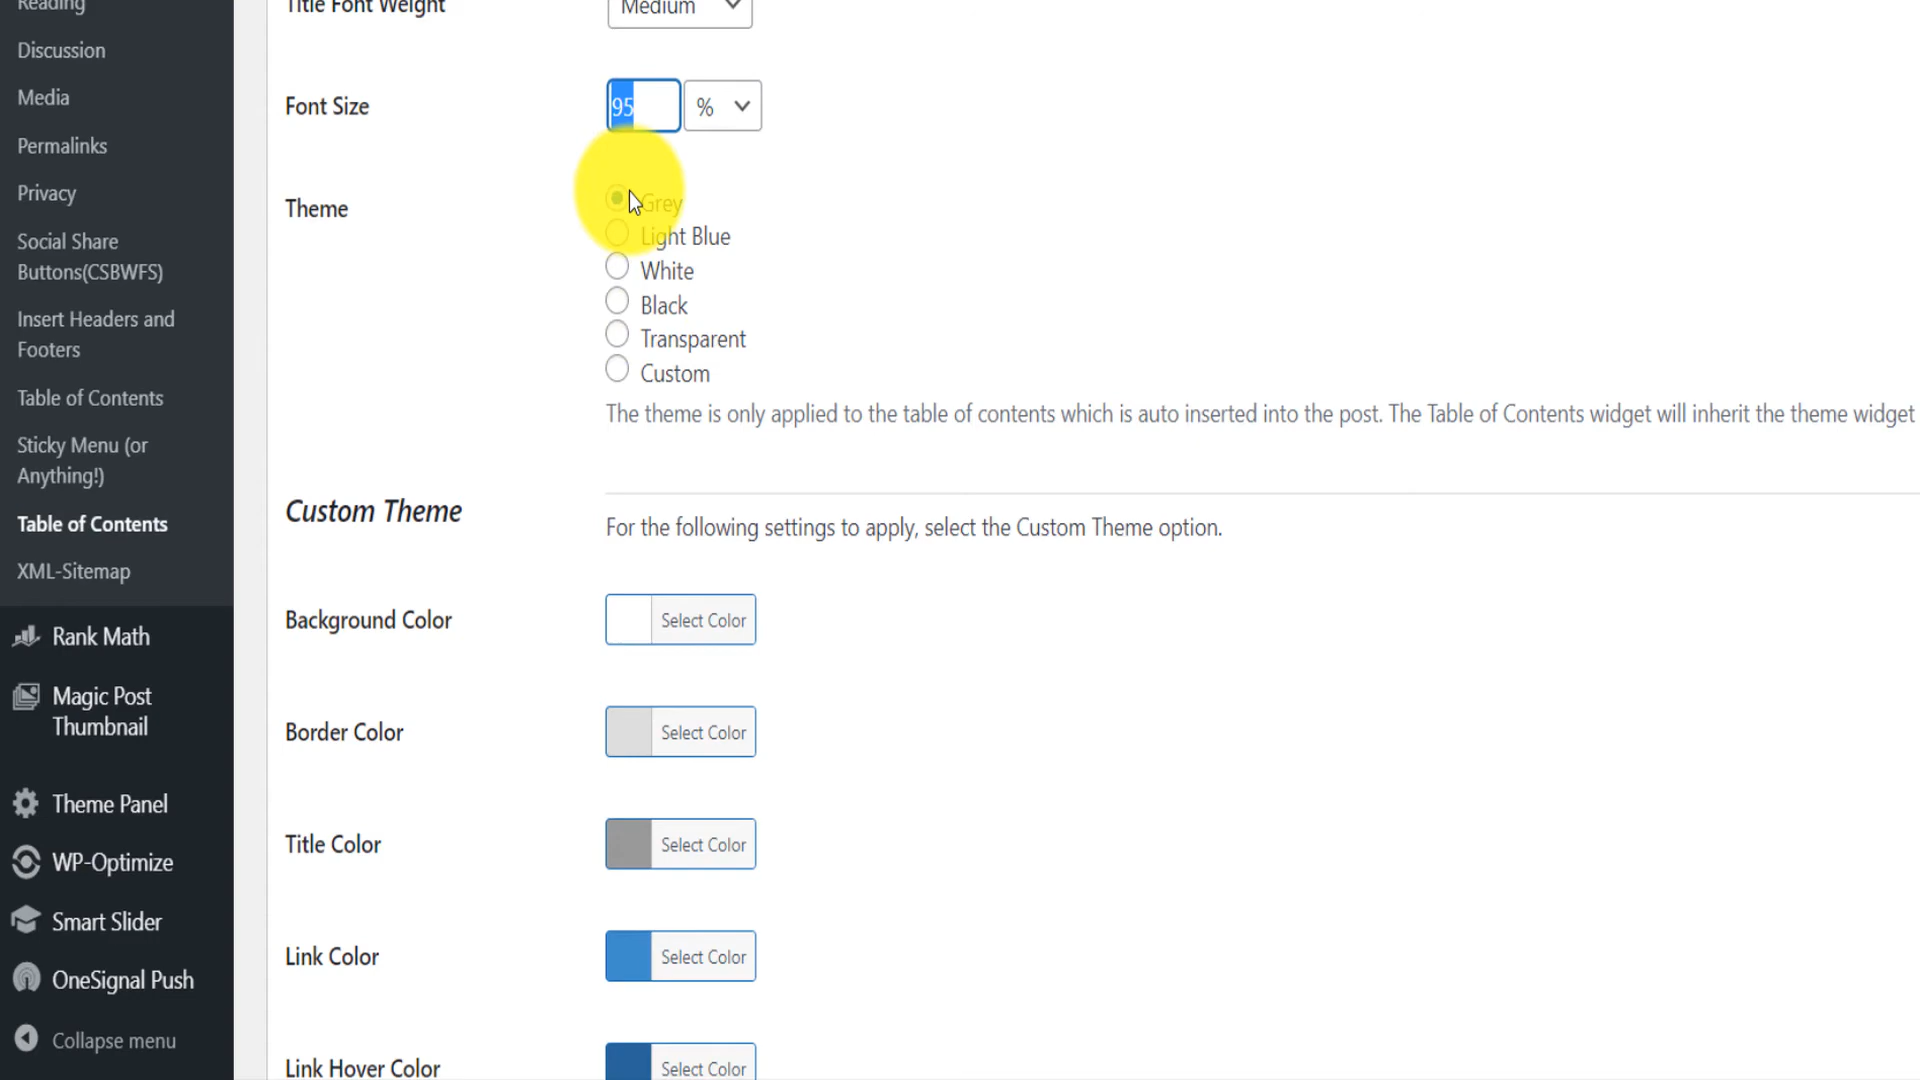 Reading
Discussion
Media
Permalinks
Privacy
Social Share
Buttons(CSBWFS)
Insert Headers and
Footers
Table of Contents
Sticky Menu (or
Anything!)
Table of Contents
XML-Sitemap
Rank Math
Magic Post
Thumbnail
Theme Panel
WP-Optimize
Smart Slider
OneSignal Push
Collapse menu
Title Font Weight
Medium
Font Size
95
%
Theme
Grey
Light Blue
White
Black
Transparent
Custom
The theme is only applied to the table of contents which is auto inserted into the post. The Table of Contents widget will inherit the theme widget
Custom Theme
For the following settings to apply, select the Custom Theme option.
Background Color
Select Color
Border Color
Select Color
Title Color
Select Color
Link Color
Select Color
Link Hover Color
Select Color